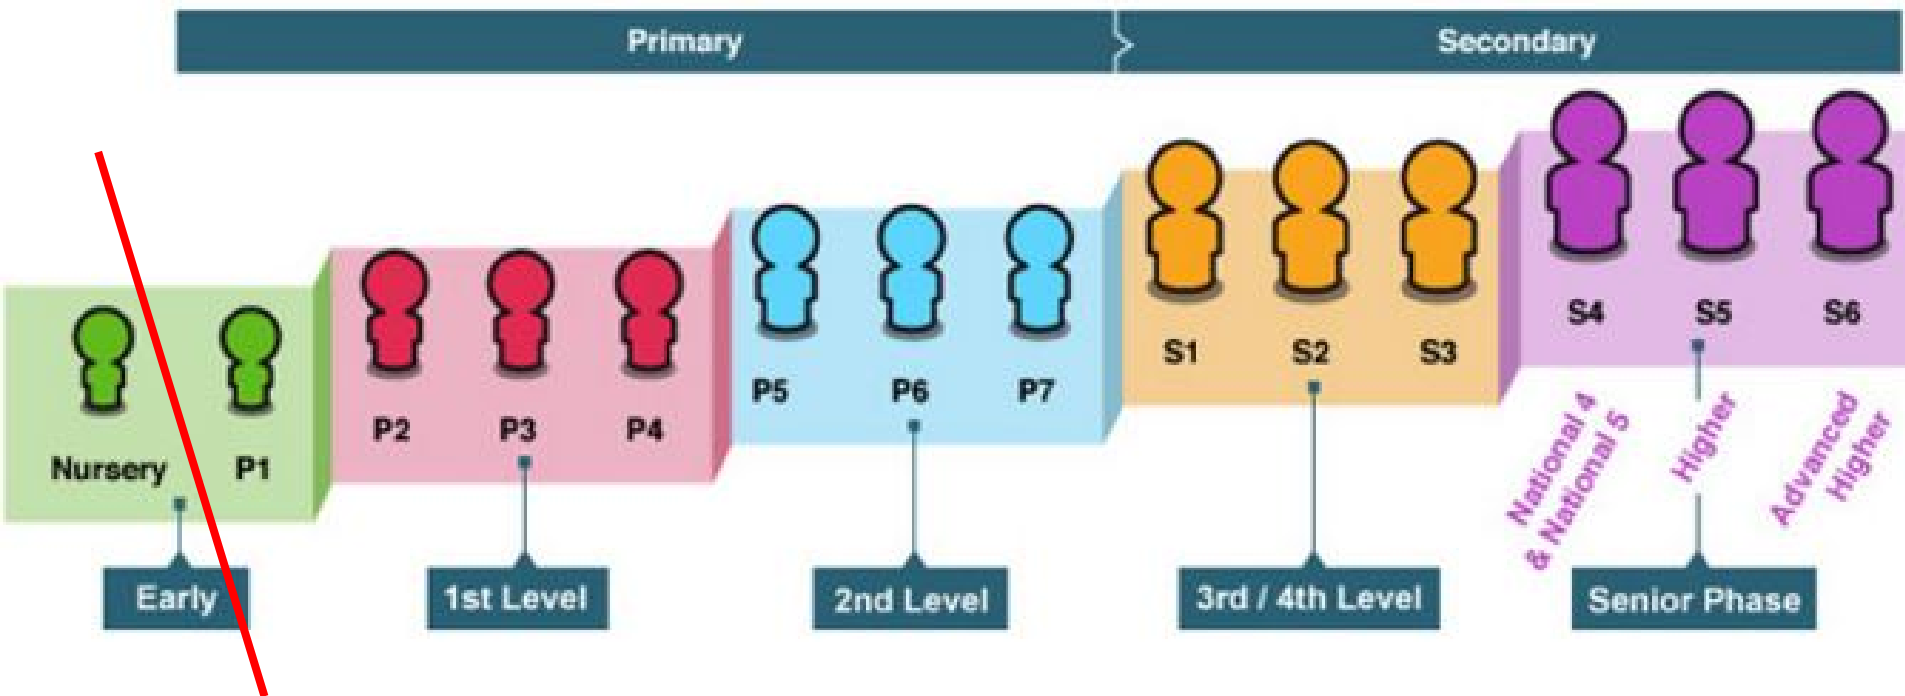 Primary
Secondary
Nursery
P1
P2
P3
P4
P5
P6
P7
S1
S2
S3
S4
S5
S6
National 4
& National 5
Higher
Advanced
Higher
Early
1st Level
2nd Level
3rd / 4th Level
Senior Phase